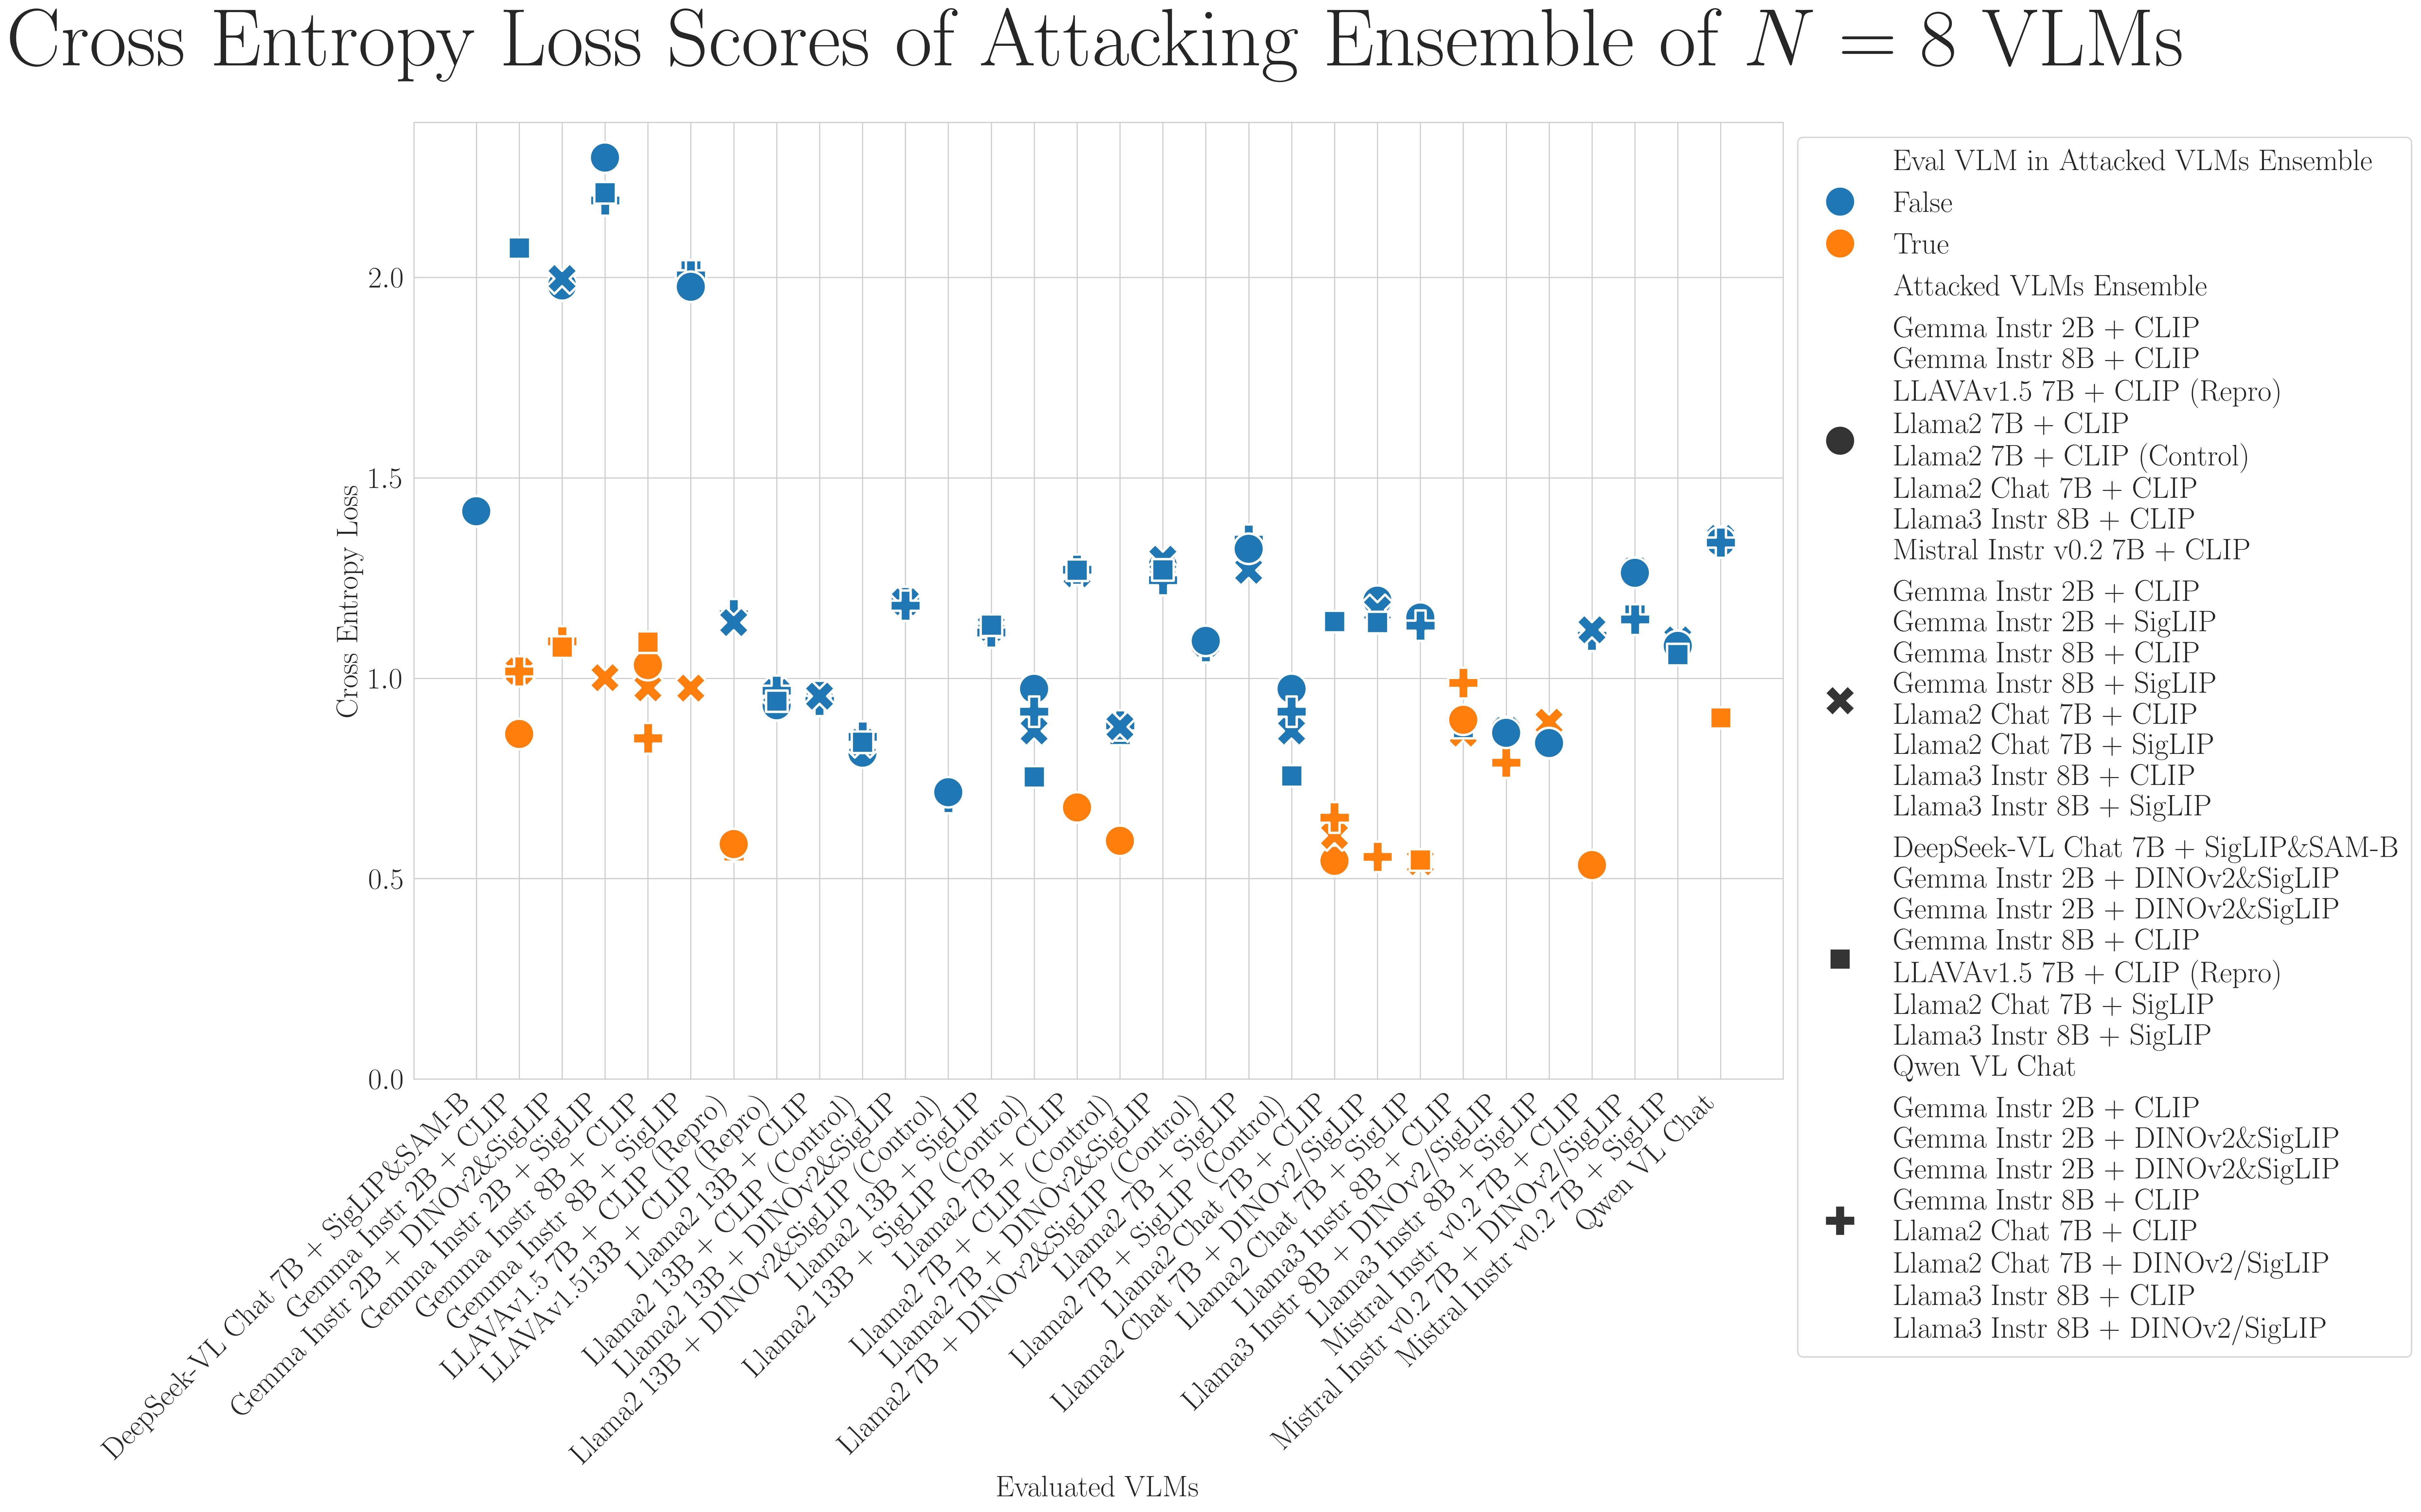 Cross Entropy Loss Scores of Attacking Ensemble of N = 8 VLMs
Cross Entropy Loss
2.0
1.5
1.0
0.5
0.0
DeepSeek-VL Chat 7B + SigLIP&SAM-B
Gemma Instr 2B + CLIP
Gemma Instr 2B + DINOv2&SigLIP
Gemma Instr 2B + SigLIP
Gemma Instr 8B + CLIP
Gemma Instr 8B + SigLIP
LLAVAv1.5 7B + CLIP (Repro)
LLAVAv1.513B + CLIP (Repro)
Llama2 13B + CLIP
Llama2 13B + CLIP (Control)
Llama2 13B + DINOv2&SigLIP
Llama2 13B + DINOv2&SigLIP (Control)
Llama2 13B + SigLIP
Llama2 13B + SigLIP (Control)
Llama2 7B + CLIP
Llama2 7B + CLIP (Control)
Llama2 7B + DINOv2&SigLIP
Llama2 7B + DINOv2&SigLIP (Control)
Llama2 7B + SigLIP
Llama2 7B + SigLIP (Control)
Llama2 Chat 7B + CLIP
Llama2 Chat 7B + DINOv2/SigLIP
Llama2 Chat 7B + SigLIP
Llama3 Instr 8B + CLIP
Llama3 Instr 8B + DINOv2/SigLIP
Llama3 Instr 8B + SigLIP
Mistral Instr v0.2 7B + CLIP
Mistral Instr v0.2 7B + DINOv2/SigLIP
Mistral Instr v0.2 7B + SigLIP
Qwen VL Chat
Evaluated VLMs
Eval VLM in Attacked VLMs Ensemble
False
True
Attacked VLMs Ensemble
Gemma Instr 2B + CLIP
Gemma Instr 8B + CLIP
LLAVAv1.5 7B + CLIP (Repro)
Llama2 7B + CLIP
Llama2 7B + CLIP (Control)
Llama2 Chat 7B + CLIP
Llama3 Instr 8B + CLIP
Mistral Instr v0.2 7B + CLIP
Gemma Instr 2B + CLIP
Gemma Instr 2B + SigLIP
Gemma Instr 8B + CLIP
Gemma Instr 8B + SigLIP
Llama2 Chat 7B + CLIP
Llama2 Chat 7B + SigLIP
Llama3 Instr 8B + CLIP
Llama3 Instr 8B + SigLIP
DeepSeek-VL Chat 7B + SigLIP&SAM-B
Gemma Instr 2B + DINOv2&SigLIP
Gemma Instr 2B + DINOv2&SigLIP
Gemma Instr 8B + CLIP
LLAVAv1.5 7B + CLIP (Repro)
Llama2 Chat 7B + SigLIP
Llama3 Instr 8B + SigLIP
Qwen VL Chat
Gemma Instr 2B + CLIP
Gemma Instr 2B + DINOv2&SigLIP
Gemma Instr 2B + DINOv2&SigLIP
Gemma Instr 8B + CLIP
Llama2 Chat 7B + CLIP
Llama2 Chat 7B + DINOv2/SigLIP
Llama3 Instr 8B + CLIP
Llama3 Instr 8B + DINOv2/SigLIP